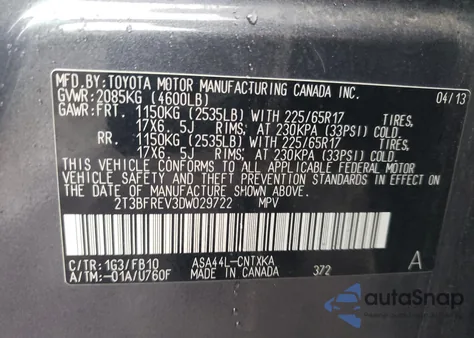 MFD.BY:TOYOTA MOTOR MANUFACTURING CANADA INC.
GVWR:2085KG (4600LB) 04/13
GAWR:FRT. 1150KG (2535LB) WITH 225/65R17 TIRES,
17X6.5J RIMS, AT 230KPA (33PSI) COLD
RR. 1150KG (2535LB) WITH 225/65R17 TIRES,
17X6.5J RIMS, AT 230KPA (33PSI) COLD
THIS VEHICLE CONFORMS TO ALL APPLICABLE FEDERAL MOTOR
VEHICLE SAFETY AND THEFT PREVENTION STANDARDS IN EFFECT
ON THE DATE OF MANUFACTURE SHOWN ABOVE.
2T3BFREV3DW029722 MPV
C/TR:1G3/FB10 ASA44L-CNTXKA
A/TM:-01A/U760F MADE IN CANADA 372 A
autoSnap
POWERED BY